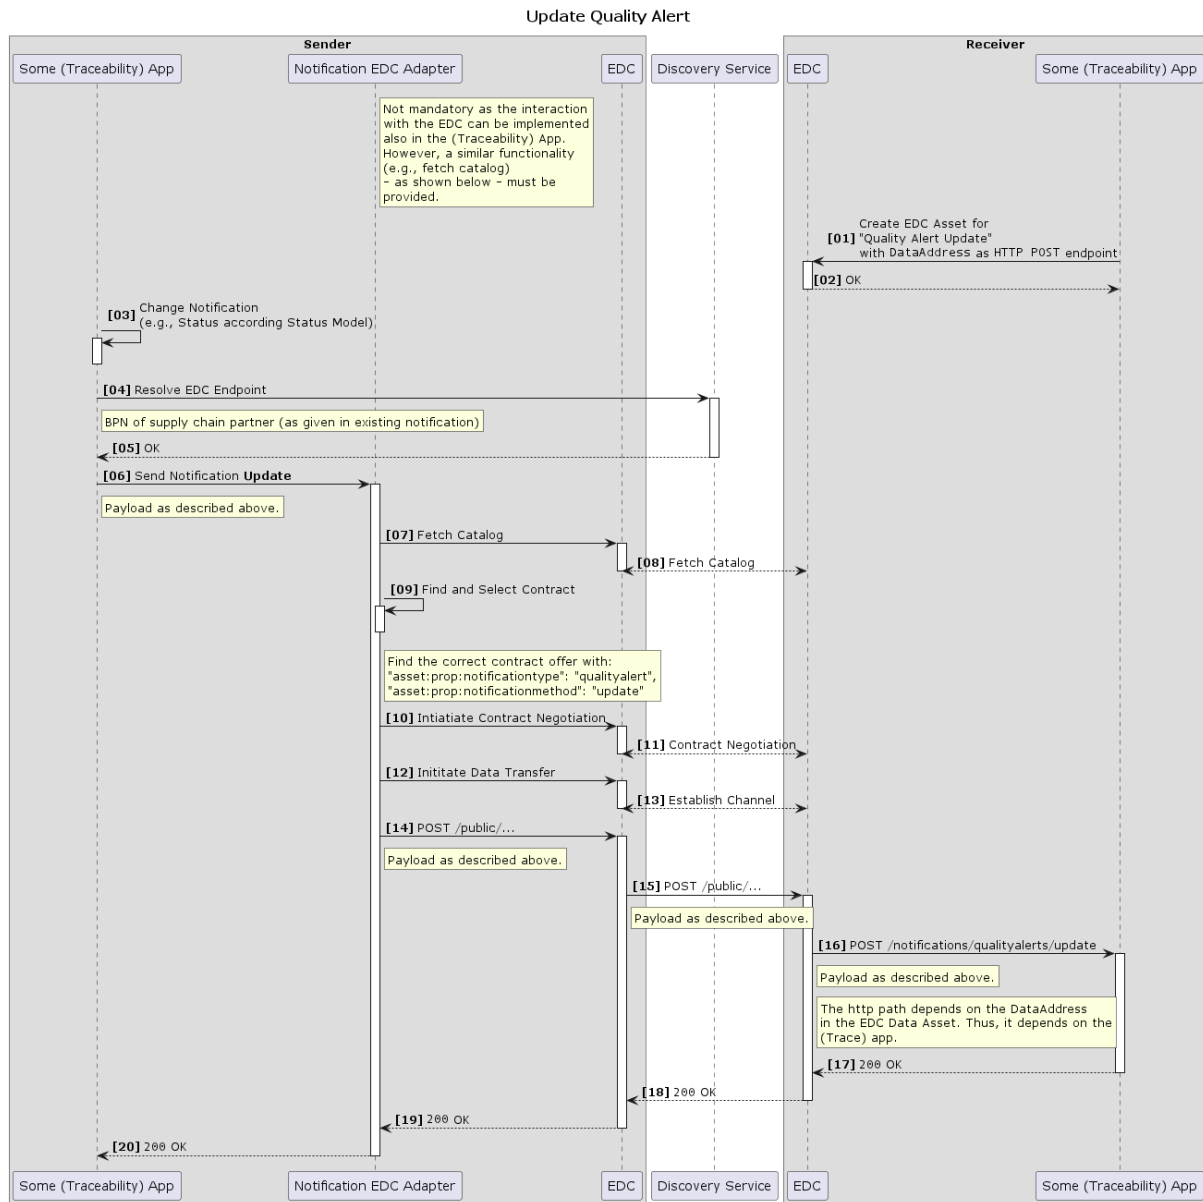 Update Quality Alert
Sender
Receiver
Some (Traceability) App
Notification EDC Adapter
EDC
Discovery Service
EDC
Some (Traceability) App
Not mandatory as the interaction
with the EDC can be implemented
also in the (Traceability) App.
However, a similar functionality
(e.g., fetch catalog)
- as shown below - must be
provided.
Create EDC Asset for
[01] "Quality Alert Update"
with DataAddress as HTTP POST endpoint
[02] OK
Change Notification
[03] (e.g., Status according Status Model)
[04] Resolve EDC Endpoint
BPN of supply chain partner (as given in existing notification)
[05] OK
[06] Send Notification Update
Payload as described above.
[07] Fetch Catalog
[08] Fetch Catalog
[09] Find and Select Contract
Find the correct contract offer with:
"asset:prop:notificationtype": "qualityalert",
"asset:prop:notificationmethod": "update"
[10] Intiatiate Contract Negotiation
[11] Contract Negotiation
[12] Inititate Data Transfer
[13] Establish Channel
[14] POST /public/...
Payload as described above.
[15] POST /public/...
Payload as described above.
[16] POST /notifications/qualityalerts/update
Payload as described above.
The http path depends on the DataAddress
in the EDC Data Asset. Thus, it depends on the
(Trace) app.
[17] 200 OK
[18] 200 OK
[19] 200 OK
[20] 200 OK
Some (Traceability) App
Notification EDC Adapter
EDC
Discovery Service
EDC
Some (Traceability) App